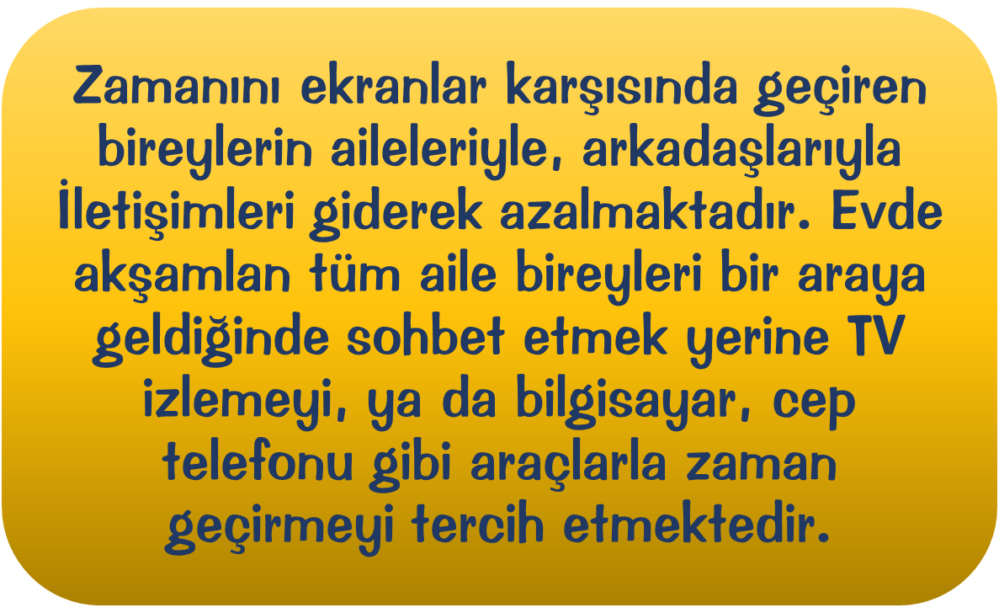 Zamanını ekranlar karşısında geçiren
bireylerin aileleriyle, arkadaşlarıyla
İletişimleri giderek azalmaktadır. Evde
akşamlan tüm aile bireyleri bir araya
geldiğinde sohbet etmek yerine TV
izlemeyi, ya da bilgisayar, cep
telefonu gibi araçlarla zaman
geçirmeyi tercih etmektedir.